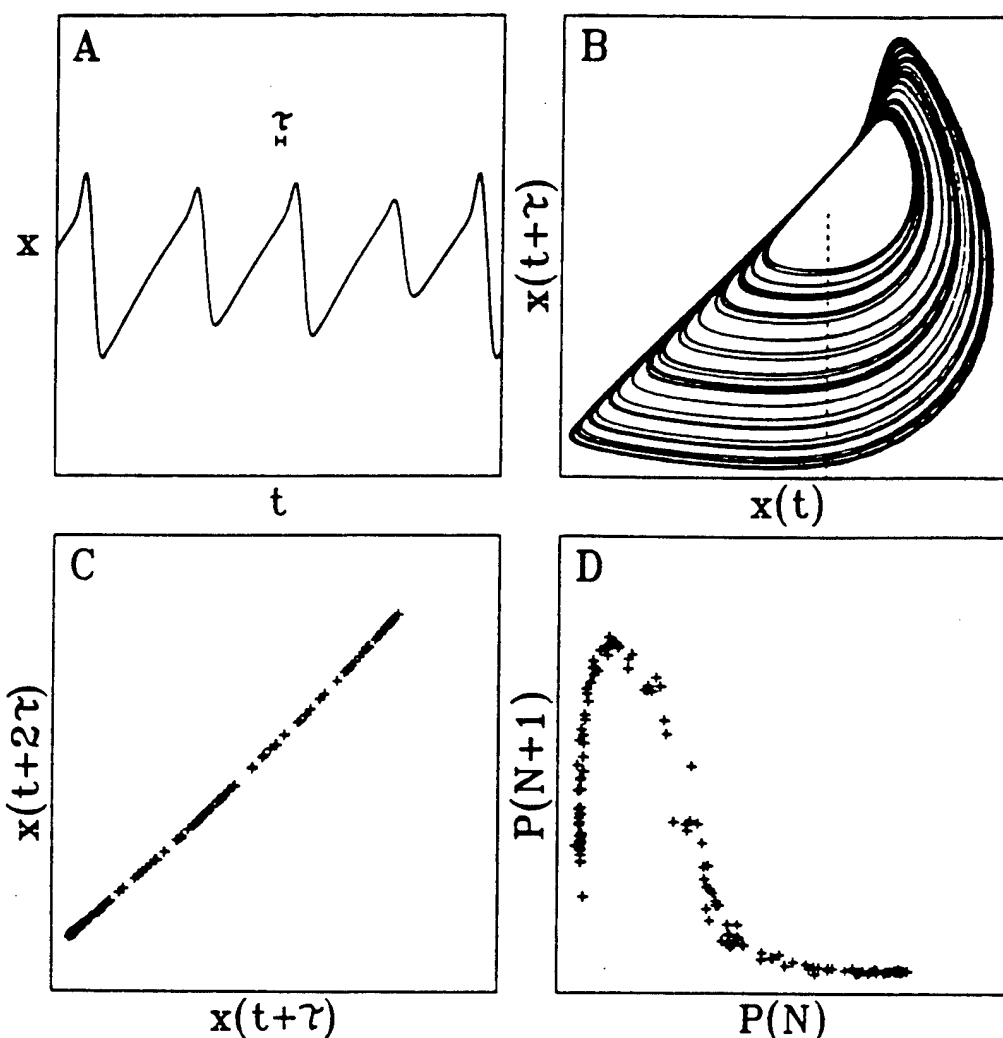 A
τ
x
t
B
x(t+τ)
x(t)
C
x(t+2τ)
x(t+τ)
D
P(N+1)
P(N)